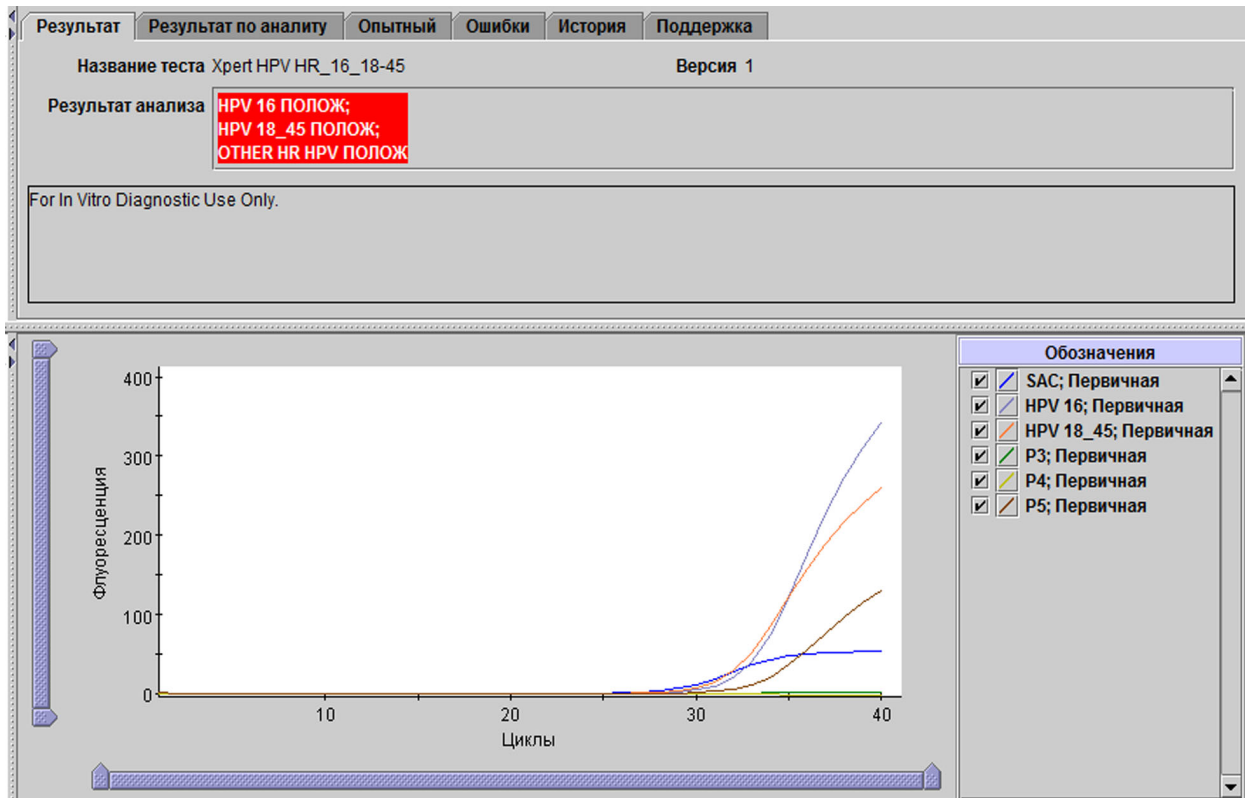 Результат Результат по аналиту Опытный Ошибки История Поддержка
Название теста Xpert HPV HR_16_18-45 Версия 1
Результат анализа HPV 16 ПОЛОЖ;
HPV 18_45 ПОЛОЖ;
OTHER HR HPV ПОЛОЖ
For In Vitro Diagnostic Use Only.
Обозначения
SAC; Первичная
HPV 16; Первичная
HPV 18_45; Первичная
P3; Первичная
P4; Первичная
P5; Первичная
Флуоресценция
400
300
200
100
0
10 20 30 40
Циклы